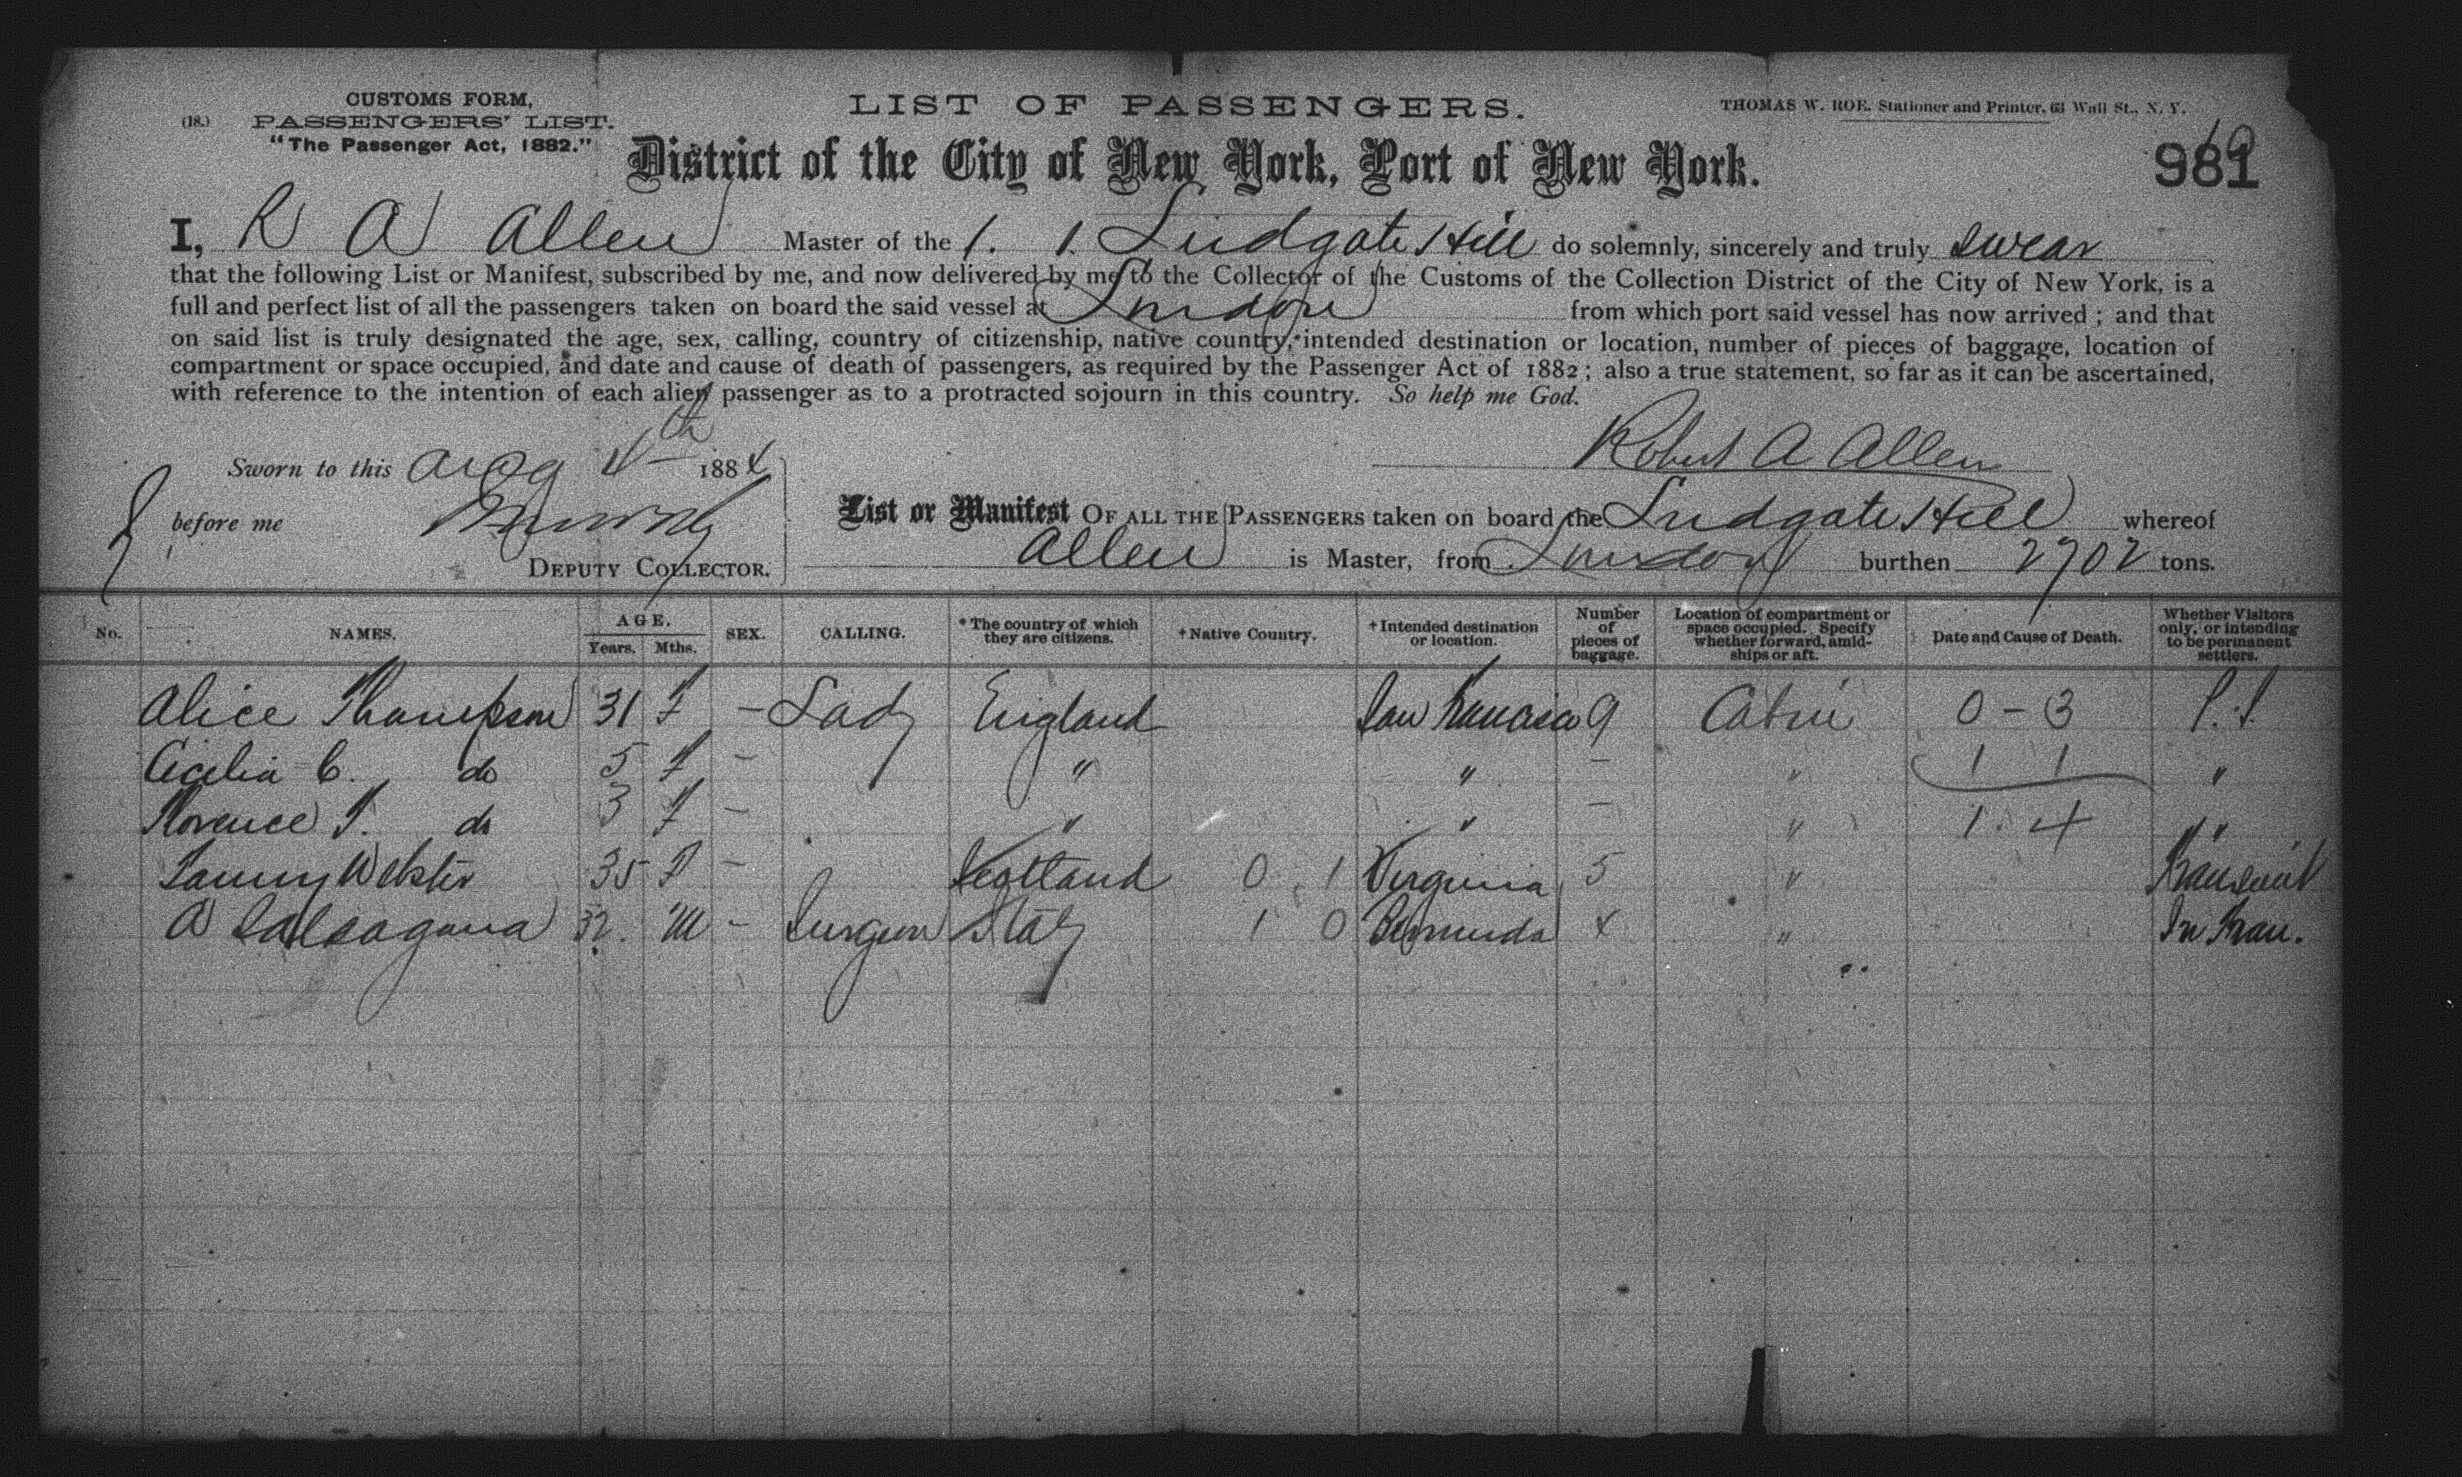 CUSTOMS FORM,
(18.) PASSENGERS' LIST.
"The Passenger Act, 1882."
LIST OF PASSENGERS.
THOMAS W. ROE, Stationer and Printer, 63 Wall St., N. Y.
District of the City of New York, Port of New York.
981
I, R A Allen Master of the s. s. Ludgate Hill do solemnly, sincerely and truly swear
that the following List or Manifest, subscribed by me, and now delivered by me to the Collector of the Customs of the Collection District of the City of New York, is a
full and perfect list of all the passengers taken on board the said vessel at London from which port said vessel has now arrived; and that
on said list is truly designated the age, sex, calling, country of citizenship, native country, intended destination or location, number of pieces of baggage, location of
compartment or space occupied, and date and cause of death of passengers, as required by the Passenger Act of 1882; also a true statement, so far as it can be ascertained,
with reference to the intention of each alien passenger as to a protracted sojourn in this country. So help me God.
Robert A Allen
Sworn to this Aug 4th 1884
before me
DEPUTY COLLECTOR.
List or Manifest OF ALL THE PASSENGERS taken on board the Ludgate Hill whereof
Allen is Master, from London burthen 2702 tons.
No. NAMES. AGE. Years. Mths. SEX. CALLING. *The country of which they are citizens. †Native Country. †Intended destination or location. Number of pieces of baggage. Location of compartment or space occupied. Specify whether forward, amidships or aft. Date and Cause of Death. Whether Visitors only, or intending to be permanent settlers.
Alice Thompson 31 F - Lady England San Francisco 9 Cabin 0 - 3
Cecilia C. do 5 F - " " - " 1 1 "
Florence T. do 3 F - " " - " 1. 4 "
Fanny Webster 35 F - Scotland 0 1 Virginia 5 " Transient
A 32. M - Surgeon Italy 1 0 Bermuda 4 " In Tran.